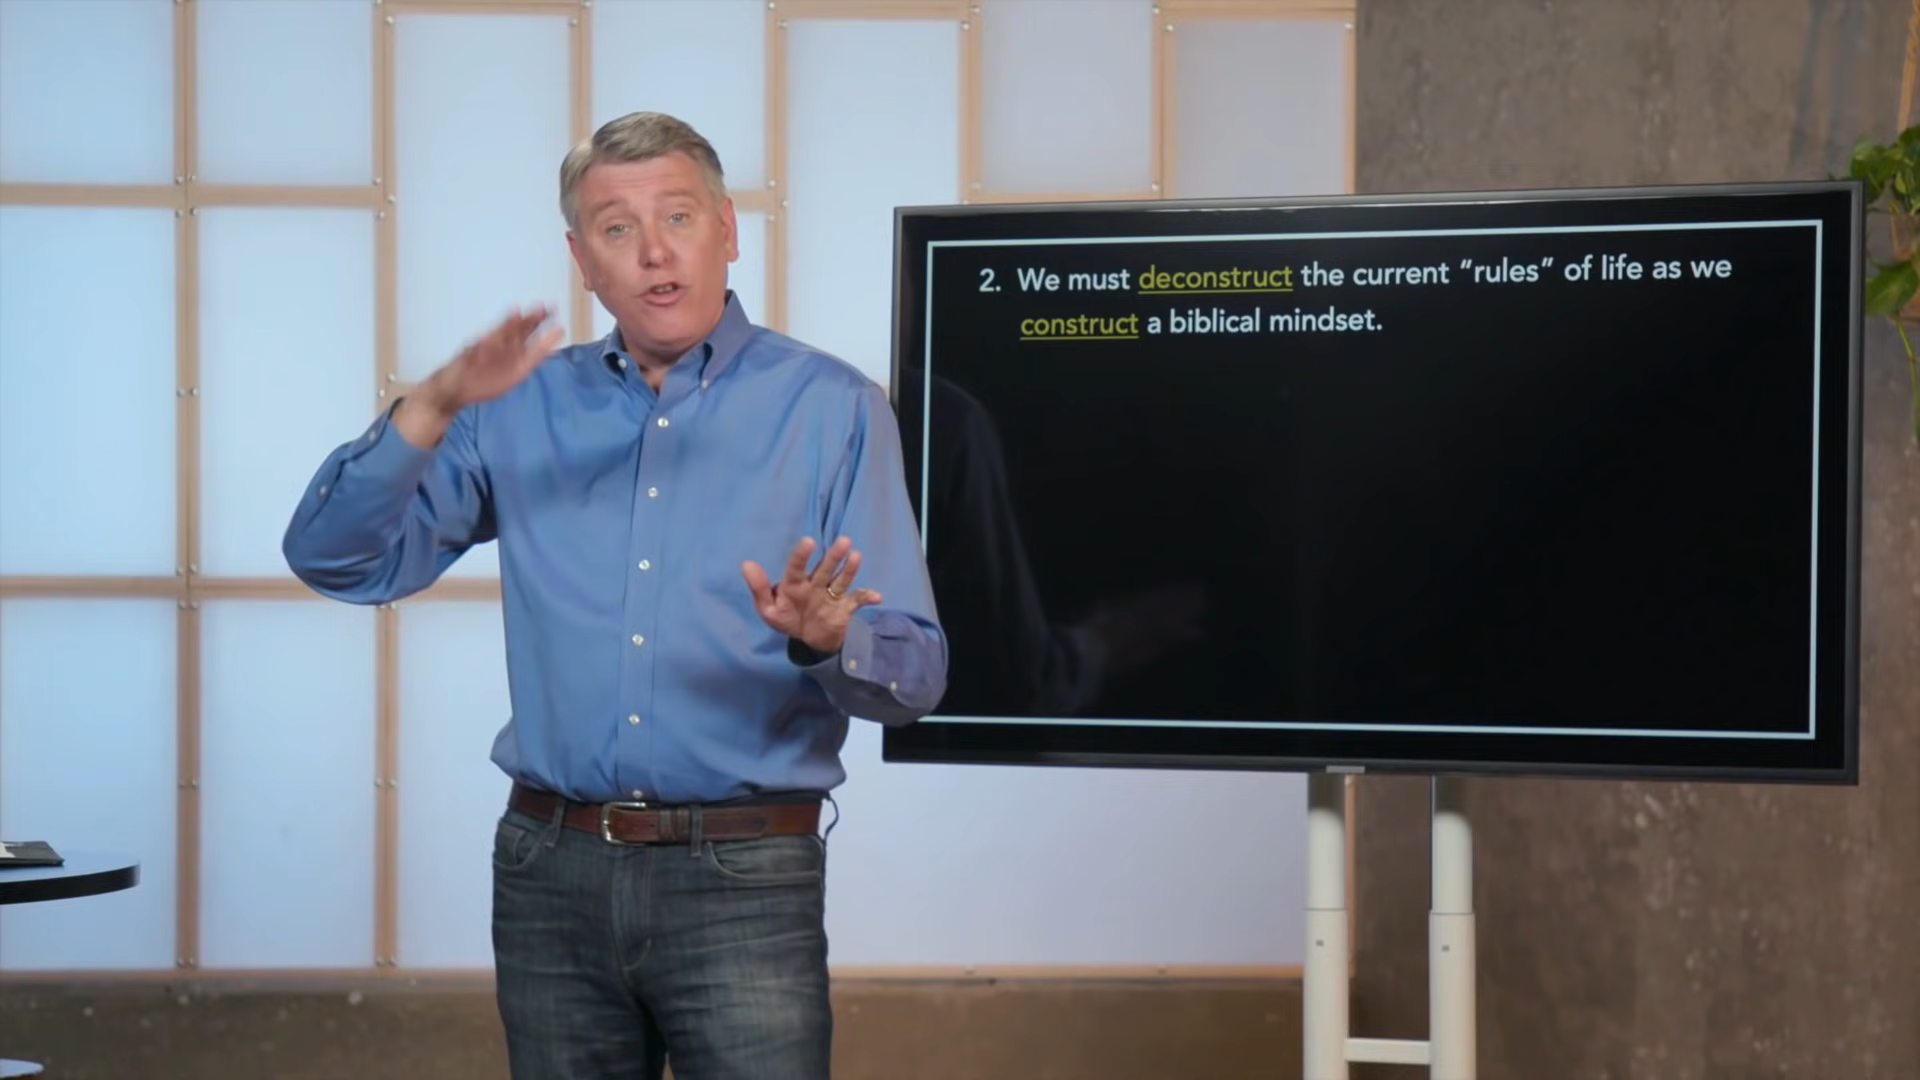 2. We must deconstruct the current “rules” of life as we
construct a biblical mindset.